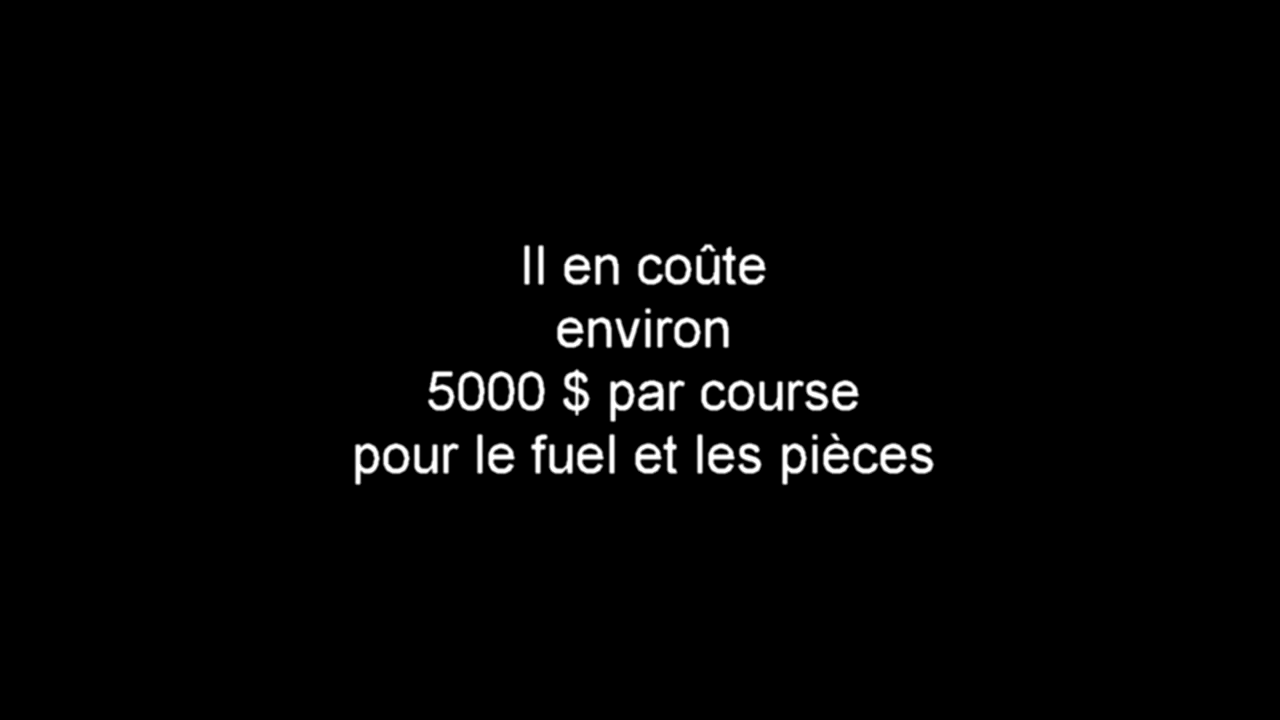 Il en coûte
environ
5000 $ par course
pour le fuel et les pièces